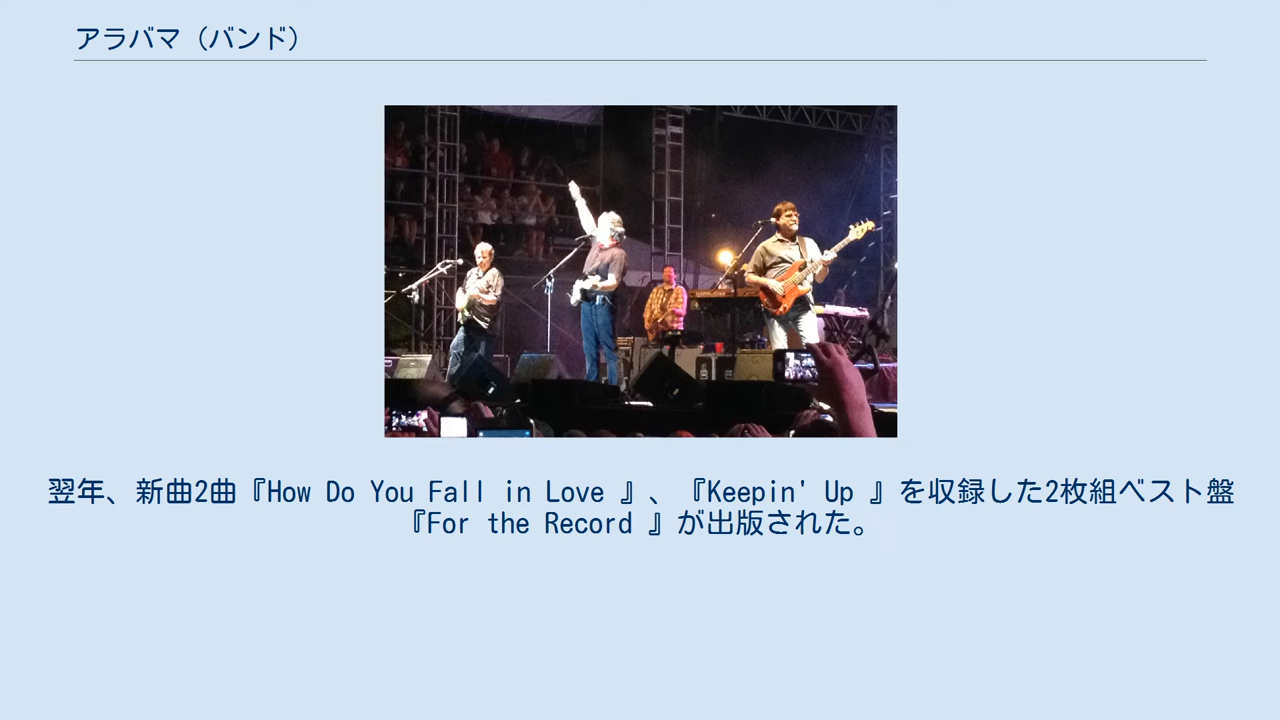 アラバマ（バンド）
翌年、新曲2曲『How Do You Fall in Love 』、『Keepin' Up 』を収録した2枚組ベスト盤
『For the Record 』が出版された。